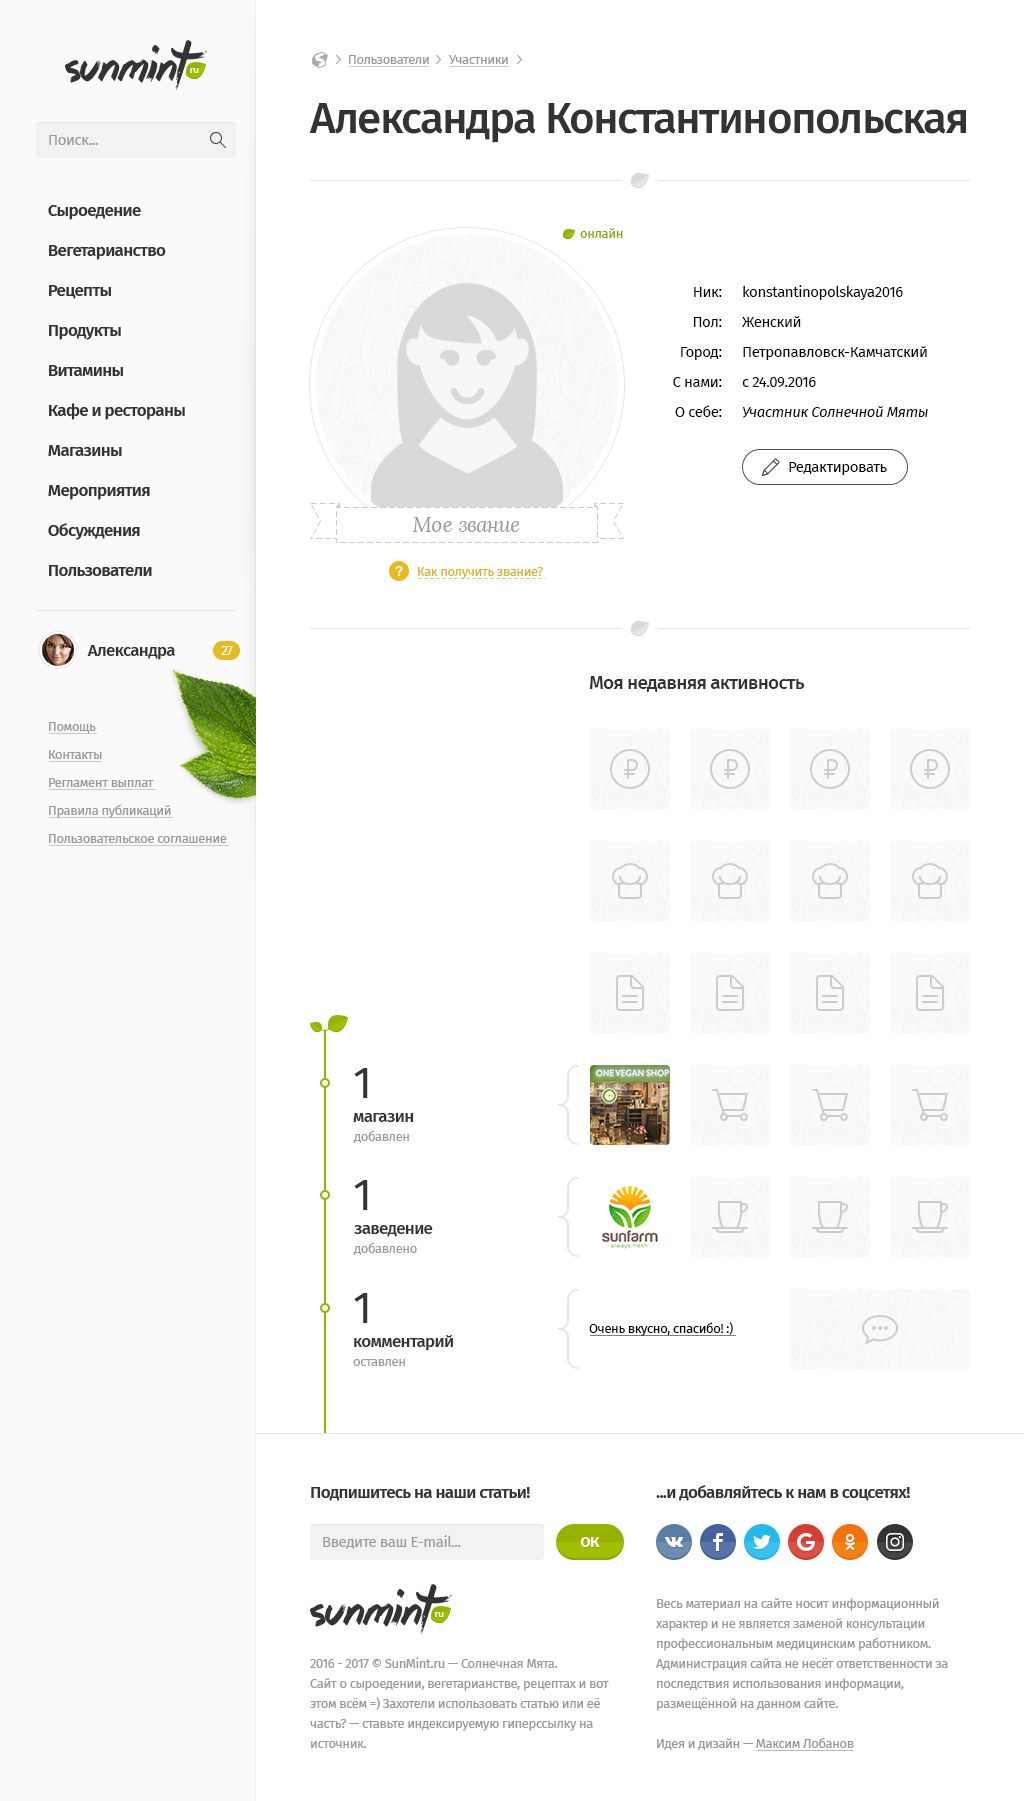 sunmint ru
Поиск...
Сыроедение
Вегетарианство
Рецепты
Продукты
Витамины
Кафе и рестораны
Магазины
Мероприятия
Обсуждения
Пользователи
Александра 27
Помощь
Контакты
Регламент выплат
Правила публикаций
Пользовательское соглашение
Пользователи > Участники >
Александра Константинопольская
онлайн
Ник: konstantinopolskaya2016
Пол: Женский
Город: Петропавловск-Камчатский
С нами: с 24.09.2016
О себе: Участник Солнечной Мяты
Редактировать
Мое звание
? Как получить звание?
Моя недавняя активность
1
магазин
добавлен
ONE VEGAN SHOP
1
заведение
добавлено
sunfarm
always fresh
1
комментарий
оставлен
Очень вкусно, спасибо! :)
Подпишитесь на наши статьи!
Введите ваш E-mail...
ОК
sunmint ru
2016 - 2017 © SunMint.ru — Солнечная Мята.
Сайт о сыроедении, вегетарианстве, рецептах и вот
этом всём =) Захотели использовать статью или её
часть? — ставьте индексируемую гиперссылку на
источник.
...и добавляйтесь к нам в соцсетях!
Весь материал на сайте носит информационный
характер и не является заменой консультации
профессиональным медицинским работником.
Администрация сайта не несёт ответственности за
последствия использования информации,
размещённой на данном сайте.
Идея и дизайн — Максим Лобанов